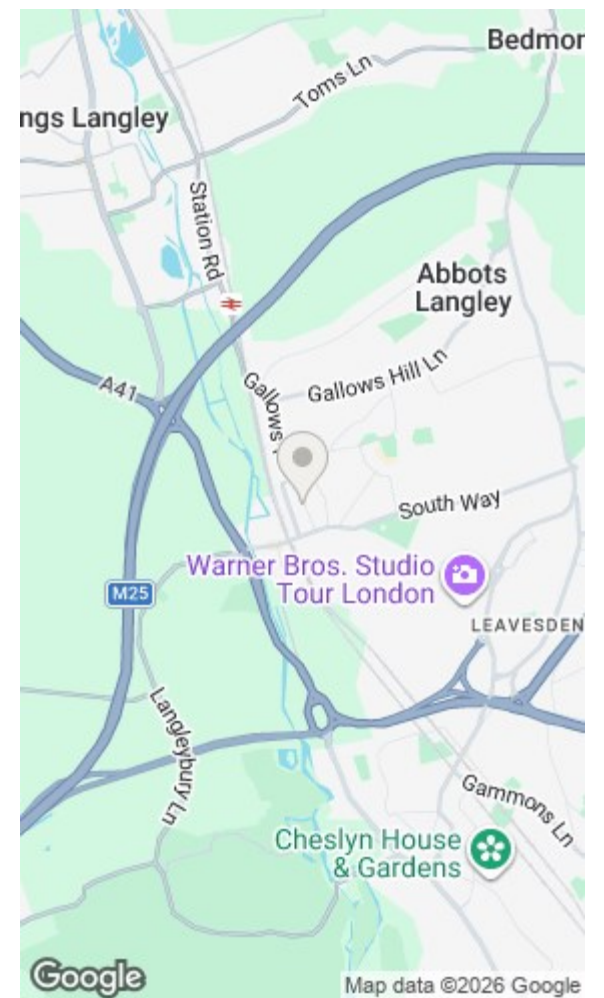 Bedmor
Toms Ln
ngs Langley
Station Rd
Abbots
Langley
A41
Gallows Hill Ln
Gallows
South Way
Warner Bros. Studio
Tour London
M25
LEAVESDEN
Langleybury Ln
Gammons Ln
Cheslyn House
& Gardens
Google
Map data ©2026 Google